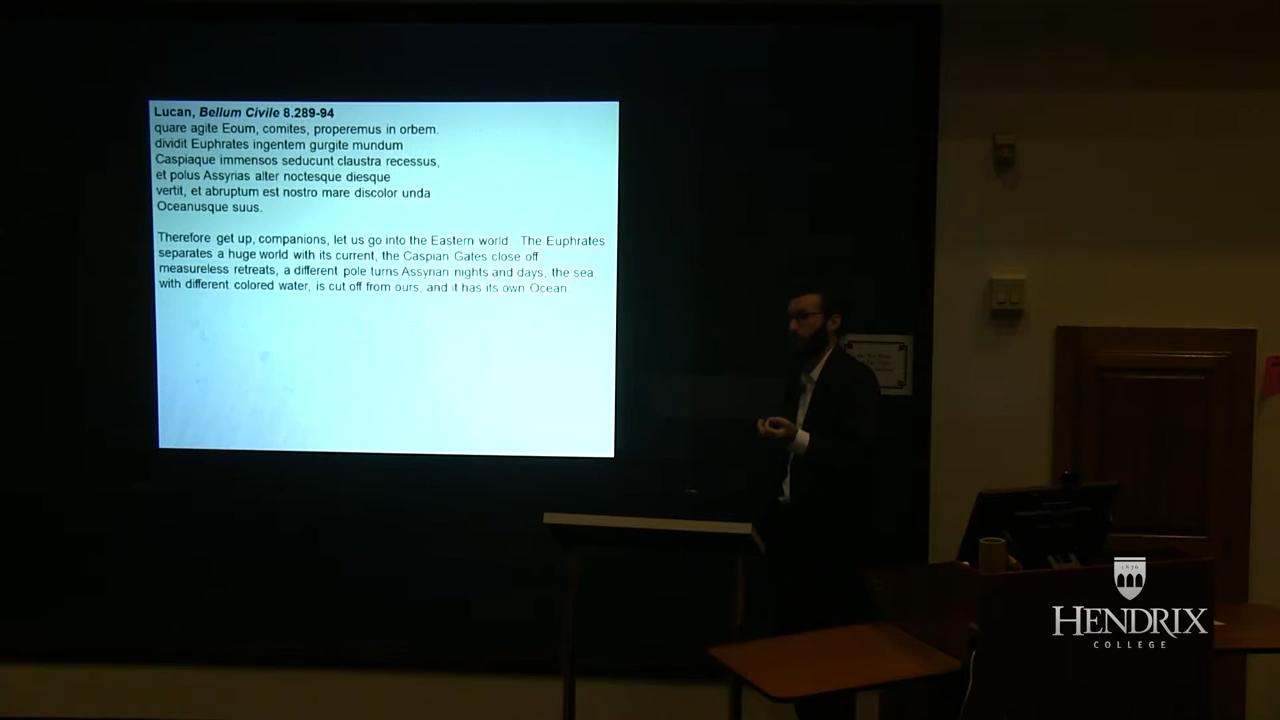 Lucan, Bellum Civile 8.289-94
quare agite Eoum, comites, properemus in orbem.
dividit Euphrates ingentem gurgite mundum
Caspiaque immensos seducunt claustra recessus,
et polus Assyrias alter noctesque diesque
vertit, et abruptum est nostro mare discolor unda
Oceanusque suus.
Therefore get up, companions, let us go into the Eastern world. The Euphrates
separates a huge world with its current, the Caspian Gates close off
measureless retreats, a different pole turns Assyrian nights and days, the sea,
with different colored water, is cut off from ours, and it has its own Ocean.
1876
HENDRIX
COLLEGE